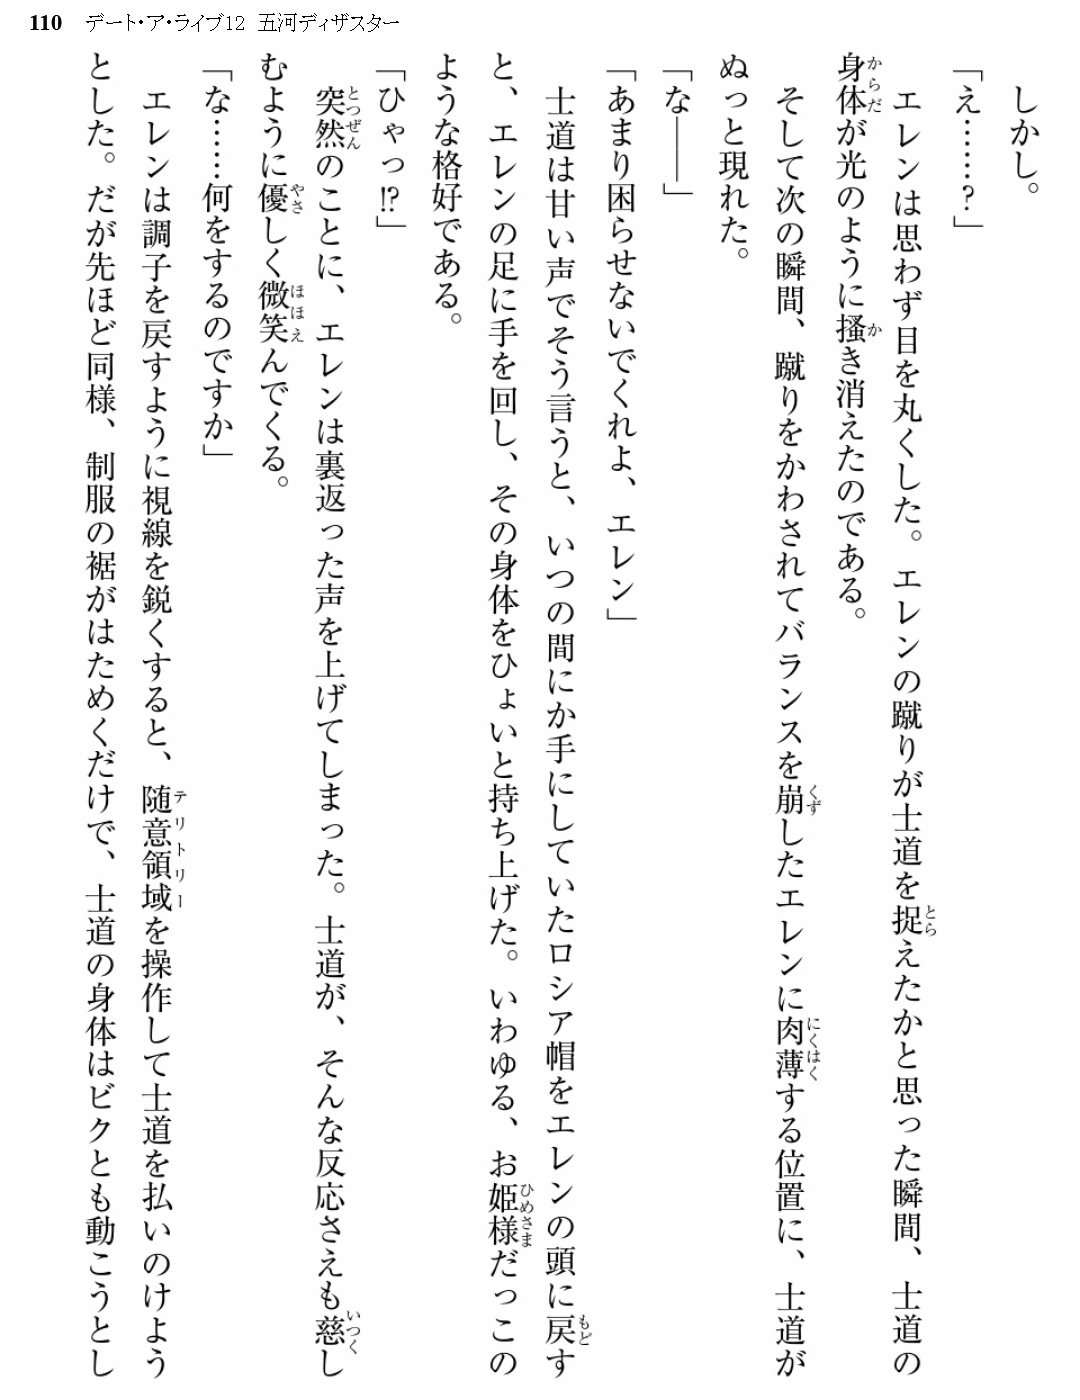 110 デート・ア・ライブ12 五河ディザスター
しかし。
「え……？」
エレンは思わず目を丸くした。エレンの蹴りが士道を捉えたかと思った瞬間、士道の
身体が光のように搔き消えたのである。
そして次の瞬間、蹴りをかわされてバランスを崩したエレンに肉薄する位置に、士道が
ぬっと現れた。
「な――」
「あまり困らせないでくれよ、エレン」
士道は甘い声でそう言うと、いつの間にか手にしていたロシア帽をエレンの頭に戻す
と、エレンの足に手を回し、その身体をひょいと持ち上げた。いわゆる、お姫様だっこの
ような格好である。
「ひゃっ!?」
突然のことに、エレンは裏返った声を上げてしまった。士道が、そんな反応さえも慈し
むように優しく微笑んでくる。
「な……何をするのですか」
エレンは調子を戻すように視線を鋭くすると、随意領域を操作して士道を払いのけよう
とした。だが先ほど同様、制服の裾がはためくだけで、士道の身体はビクとも動こうとし